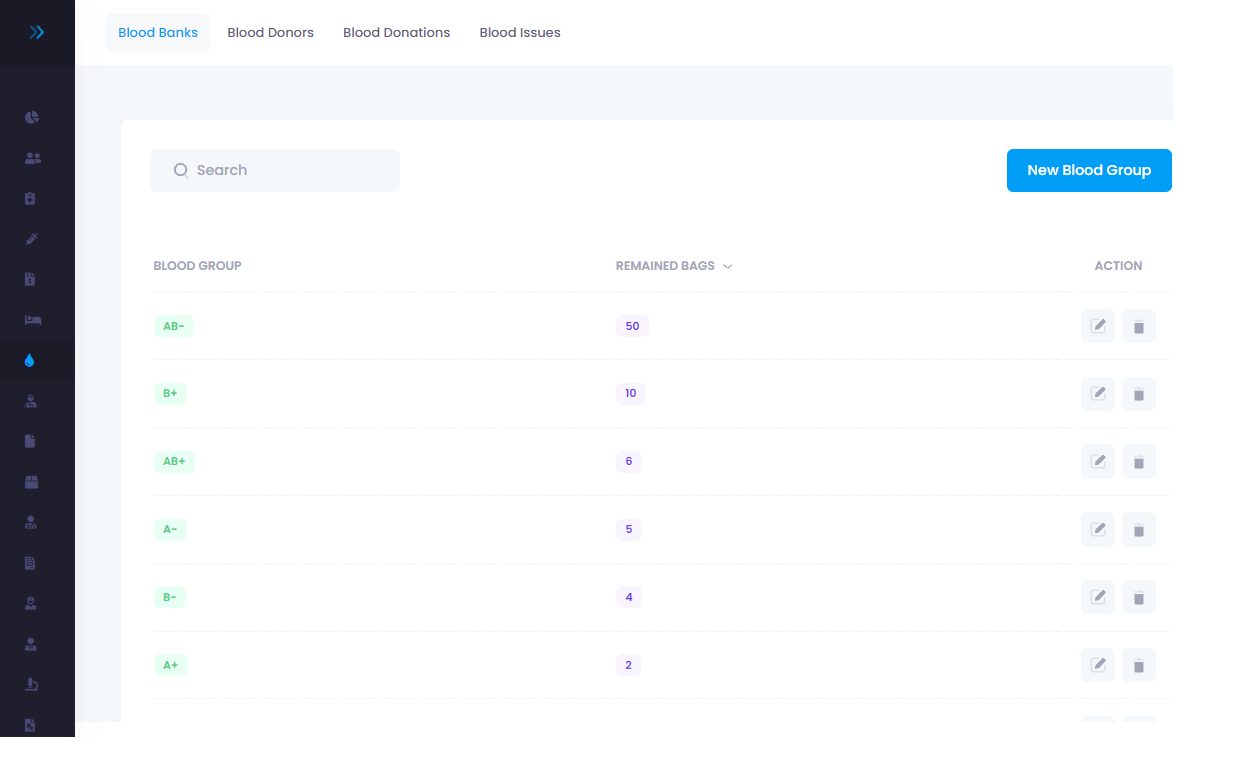 Blood Banks Blood Donors Blood Donations Blood Issues
Search New Blood Group
BLOOD GROUP REMAINED BAGS ACTION
AB- 50
B+ 10
AB+ 6
A- 5
B- 4
A+ 2